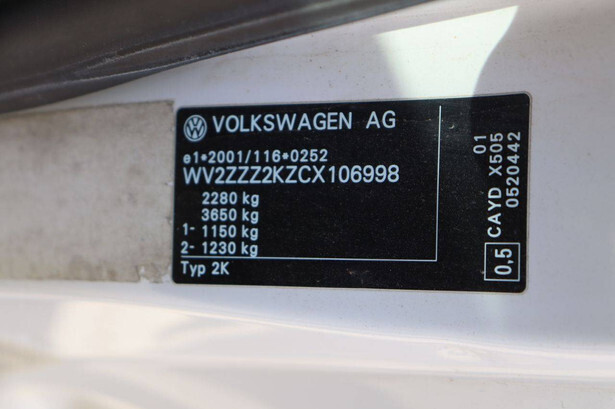 VOLKSWAGEN AG
e1*2001/116*0252
WV2ZZZ2KZCX106998
2280 kg
3650 kg
1- 1150 kg
2- 1230 kg
Typ 2K
01
CAYD X505
0520442
0,5